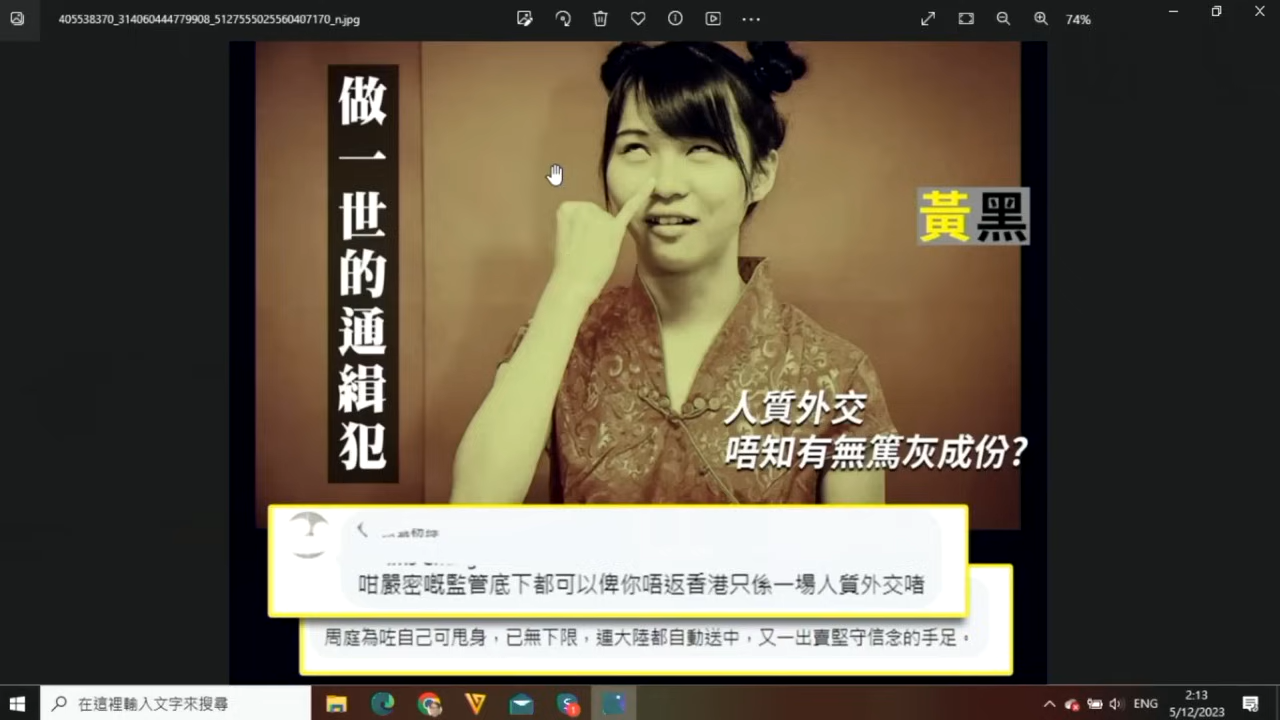 405538370_314060444779908_5127555025560407170_n.jpg
74%
做一世的通緝犯
黃黑
人質外交
唔知有無篤灰成份?
咁嚴密嘅監管底下都可以俾你唔返香港只係一場人質外交啫
周庭為咗自己可甩身，已無下限，連大陸都自動送中，又一出賣堅守信念的手足。
在這裡輸入文字來搜尋
ENG
2:13
5/12/2023